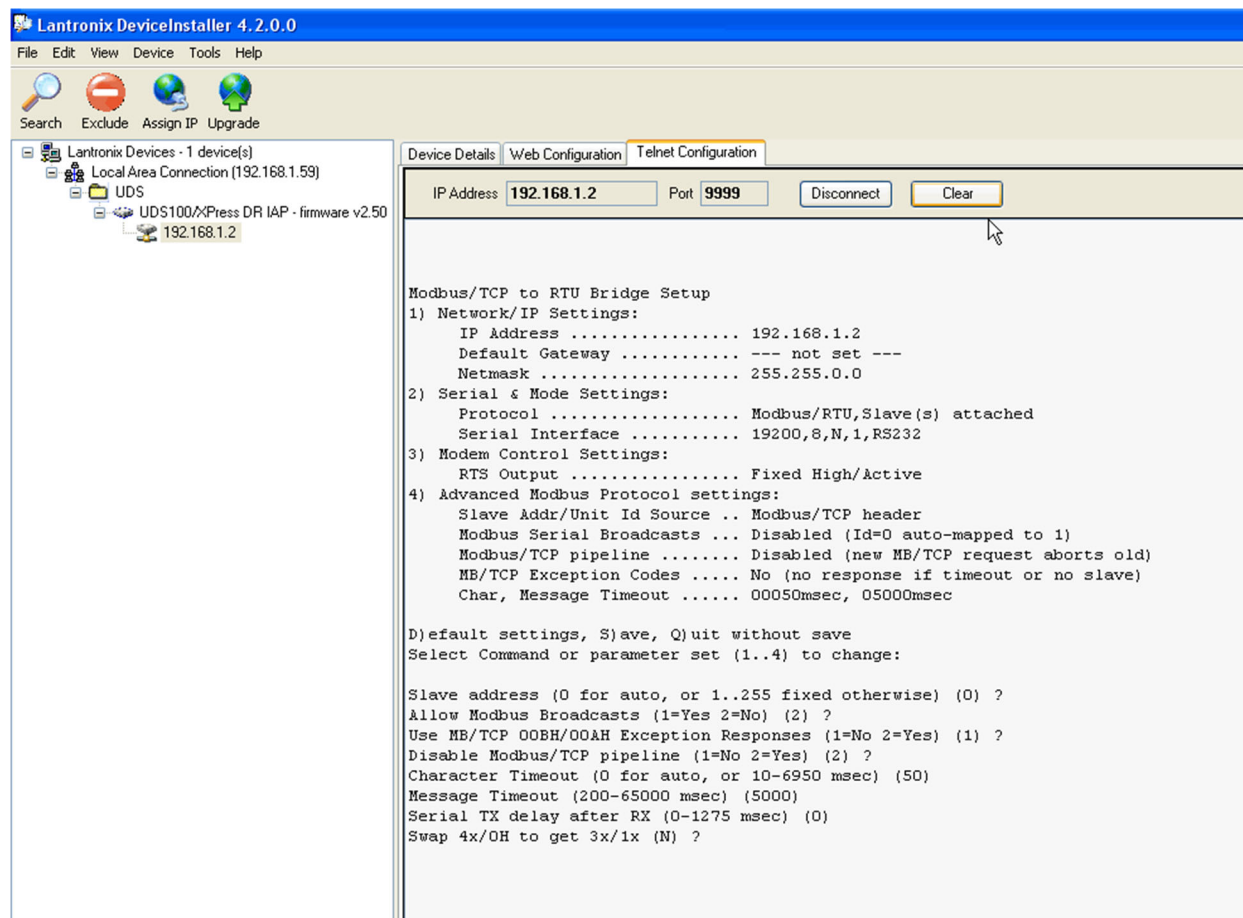 Lantronix DeviceInstaller 4.2.0.0
File Edit View Device Tools Help
Search Exclude Assign IP Upgrade
Lantronix Devices - 1 device(s)
Local Area Connection (192.168.1.59)
UDS
UDS100/XPress DR IAP - firmware v2.50
192.168.1.2
Device Details Web Configuration Telnet Configuration
IP Address 192.168.1.2 Port 9999 Disconnect Clear
Modbus/TCP to RTU Bridge Setup
1) Network/IP Settings:
IP Address ................. 192.168.1.2
Default Gateway ............ --- not set ---
Netmask .................... 255.255.0.0
2) Serial & Mode Settings:
Protocol ................... Modbus/RTU,Slave(s) attached
Serial Interface ........... 19200,8,N,1,RS232
3) Modem Control Settings:
RTS Output ................. Fixed High/Active
4) Advanced Modbus Protocol settings:
Slave Addr/Unit Id Source .. Modbus/TCP header
Modbus Serial Broadcasts ... Disabled (Id=0 auto-mapped to 1)
Modbus/TCP pipeline ........ Disabled (new MB/TCP request aborts old)
MB/TCP Exception Codes ..... No (no response if timeout or no slave)
Char, Message Timeout ...... 00050msec, 05000msec
D)efault settings, S)ave, Q)uit without save
Select Command or parameter set (1..4) to change:
Slave address (0 for auto, or 1..255 fixed otherwise) (0) ?
Allow Modbus Broadcasts (1=Yes 2=No) (2) ?
Use MB/TCP 00BH/00AH Exception Responses (1=No 2=Yes) (1) ?
Disable Modbus/TCP pipeline (1=No 2=Yes) (2) ?
Character Timeout (0 for auto, or 10-6950 msec) (50)
Message Timeout (200-65000 msec) (5000)
Serial TX delay after RX (0-1275 msec) (0)
Swap 4x/0H to get 3x/1x (N) ?